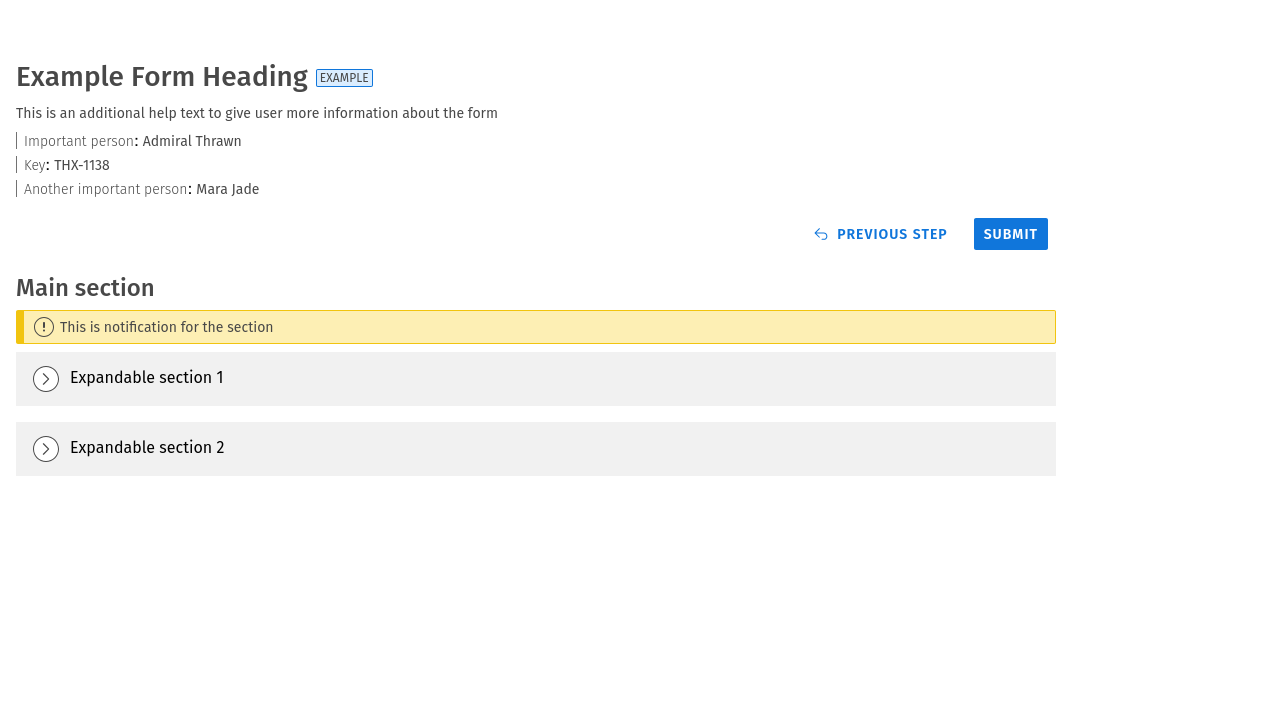 Example Form Heading EXAMPLE
This is an additional help text to give user more information about the form
Important person: Admiral Thrawn
Key: THX-1138
Another important person: Mara Jade
PREVIOUS STEP SUBMIT
Main section
This is notification for the section
Expandable section 1
Expandable section 2